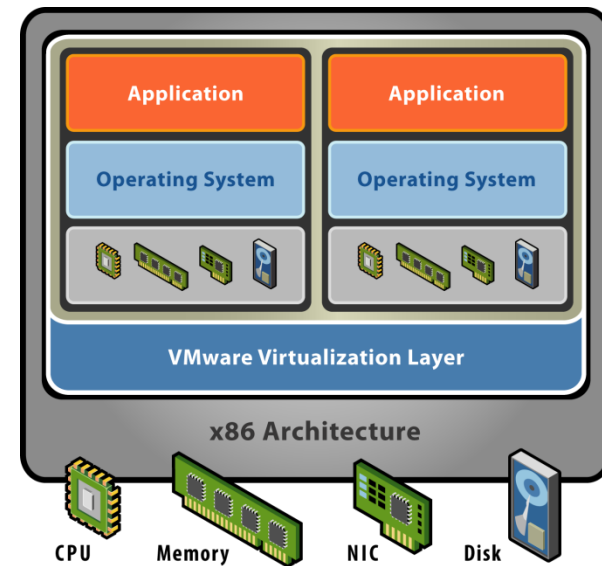 Application
Application
Operating System
Operating System
VMware Virtualization Layer
x86 Architecture
CPU
Memory
NIC
Disk